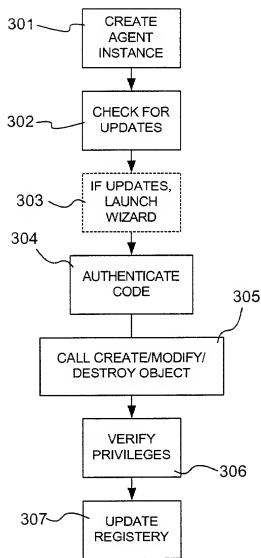 301
CREATE
AGENT
INSTANCE
302
CHECK FOR
UPDATES
303
IF UPDATES,
LAUNCH
WIZARD
304
AUTHENTICATE
CODE
305
CALL CREATE/MODIFY/
DESTROY OBJECT
VERIFY
PRIVILEGES
306
307
UPDATE
REGISTERY